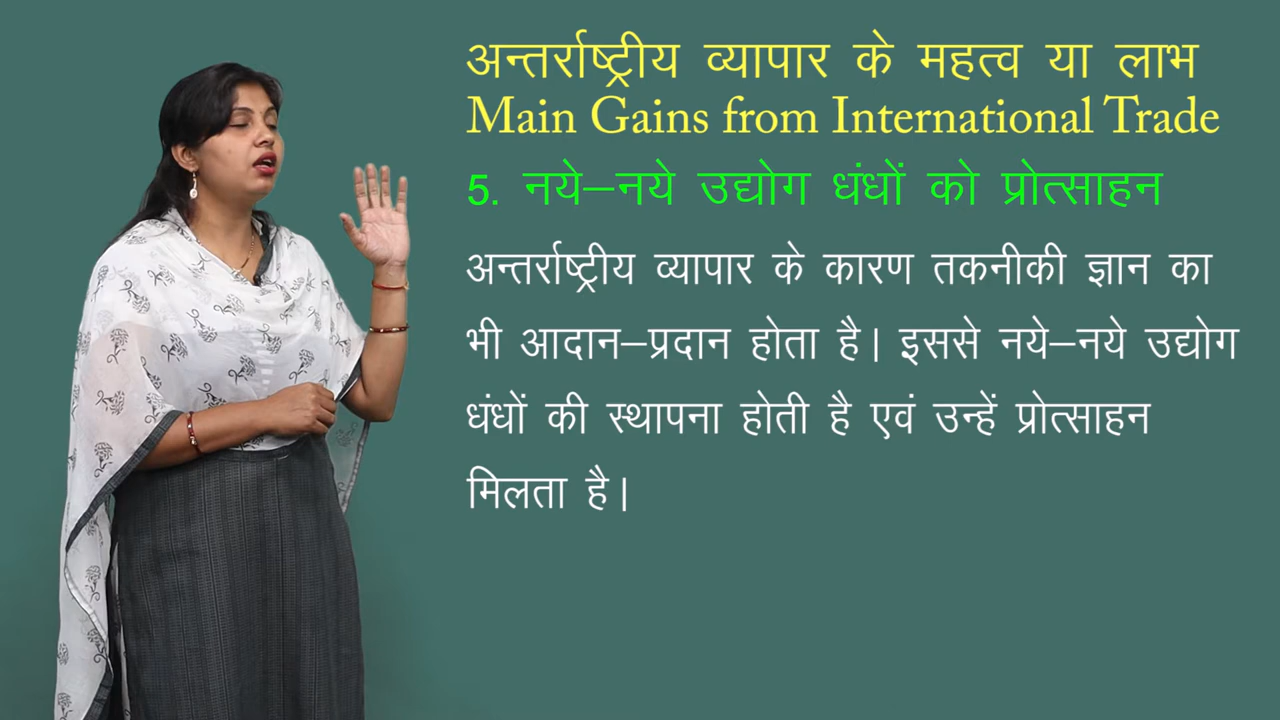 अन्तर्राष्ट्रीय व्यापार के महत्व या लाभ
Main Gains from International Trade
5. नये–नये उद्योग धंधों को प्रोत्साहन
अन्तर्राष्ट्रीय व्यापार के कारण तकनीकी ज्ञान का
भी आदान–प्रदान होता है। इससे नये–नये उद्योग
धंधों की स्थापना होती है एवं उन्हें प्रोत्साहन
मिलता है।